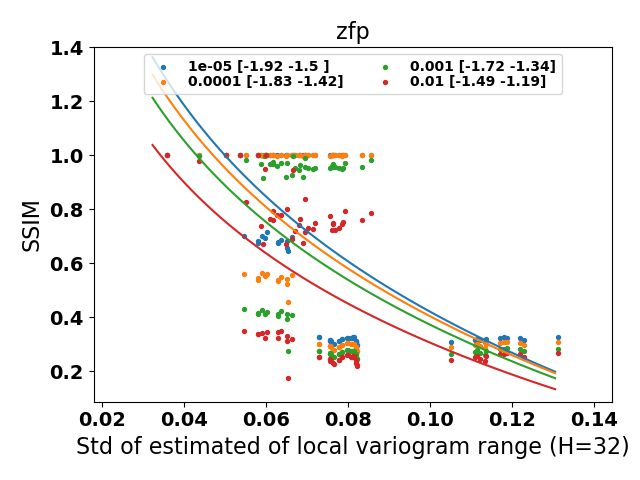 zfp
1e-05 [-1.92 -1.5 ]
0.0001 [-1.83 -1.42]
0.001 [-1.72 -1.34]
0.01 [-1.49 -1.19]
SSIM
1.4
1.2
1.0
0.8
0.6
0.4
0.2
0.02 0.04 0.06 0.08 0.10 0.12 0.14
Std of estimated of local variogram range (H=32)